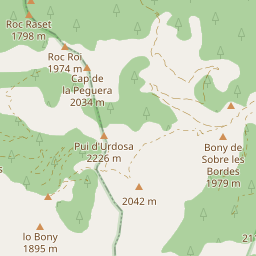 Roc Raset
1798 m
Roc Roi
1974 m
Cap de
la Peguera
2034 m
Pui d'Urdosa
2226 m
Bony de
Sobre les
Bordes
1979 m
2042 m
lo Bony
1895 m
21